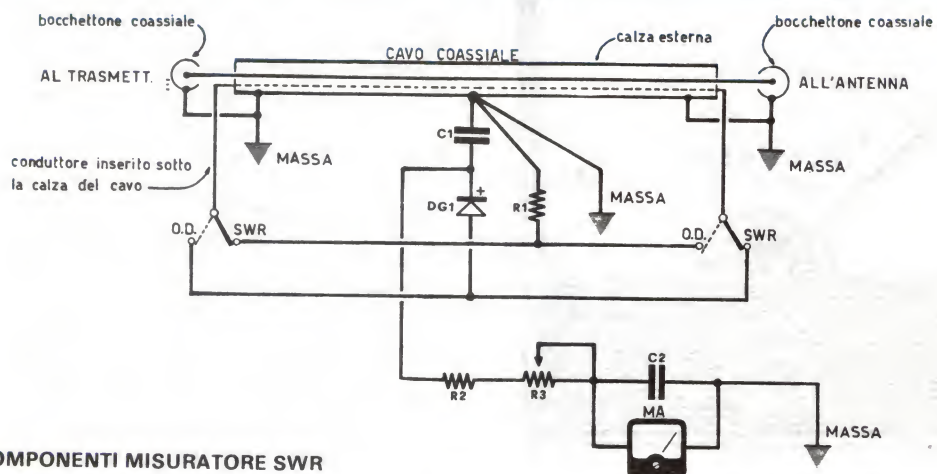 bocchettone coassiale
bocchettone coassiale
calza esterna
CAVO COASSIALE
AL TRASMETT.
ALL'ANTENNA
C1
MASSA
MASSA
conduttore inserito sotto
la calza del cavo
DG1
+
R1
MASSA
O.D.
SWR
O.D.
SWR
C2
R2
R3
MA
MASSA
OMPONENTI MISURATORE SWR